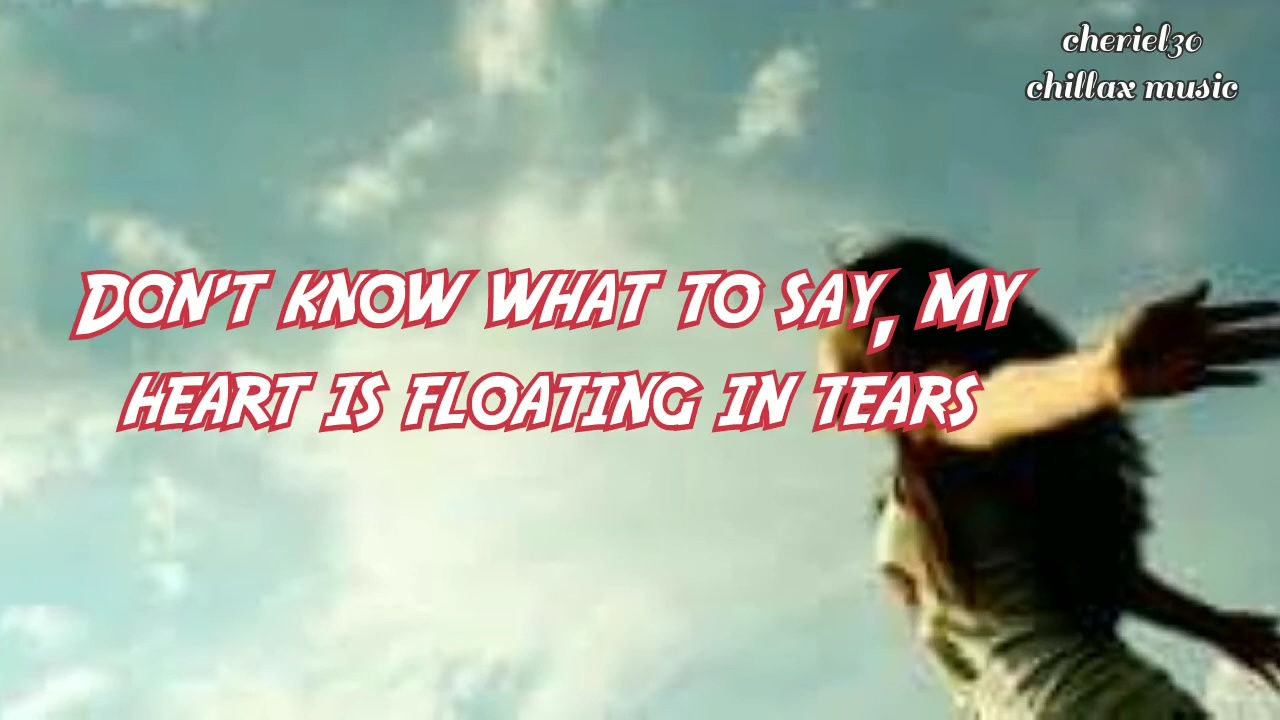 cheriel30
chillax music
Don't know what to say, My
heart is floating in tears